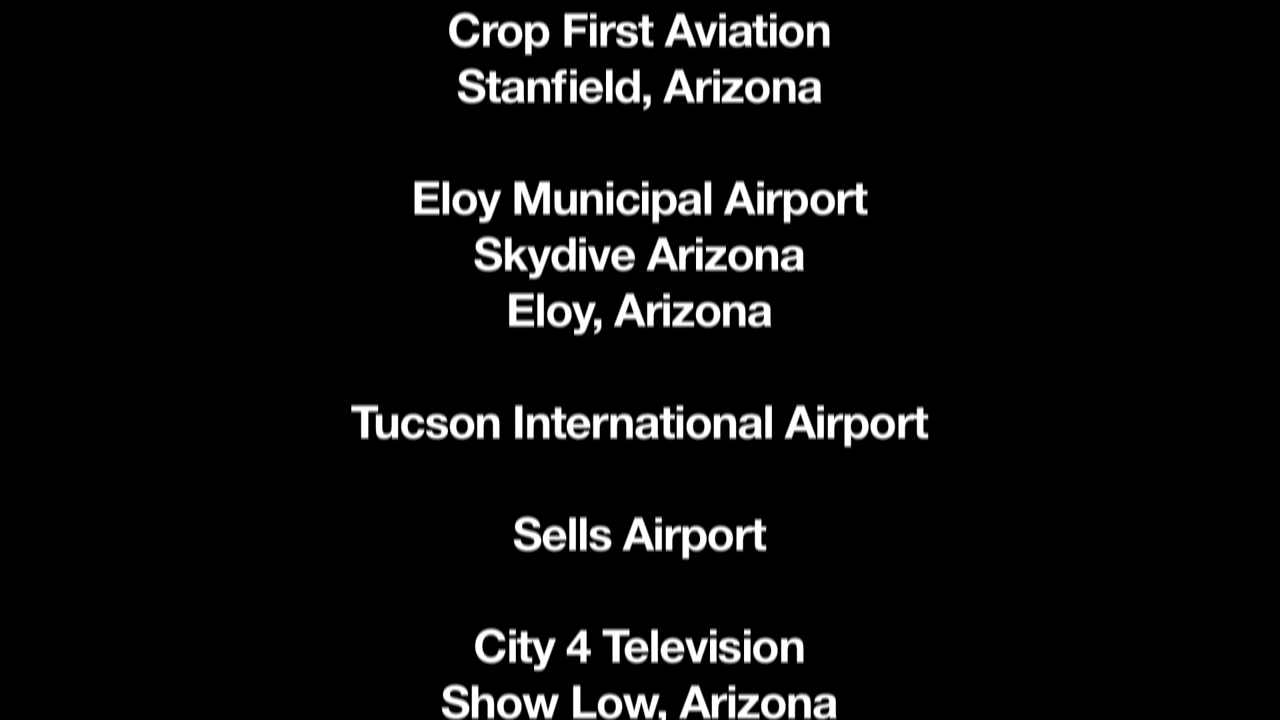 Crop First Aviation
Stanfield, Arizona
Eloy Municipal Airport
Skydive Arizona
Eloy, Arizona
Tucson International Airport
Sells Airport
City 4 Television
Show Low, Arizona